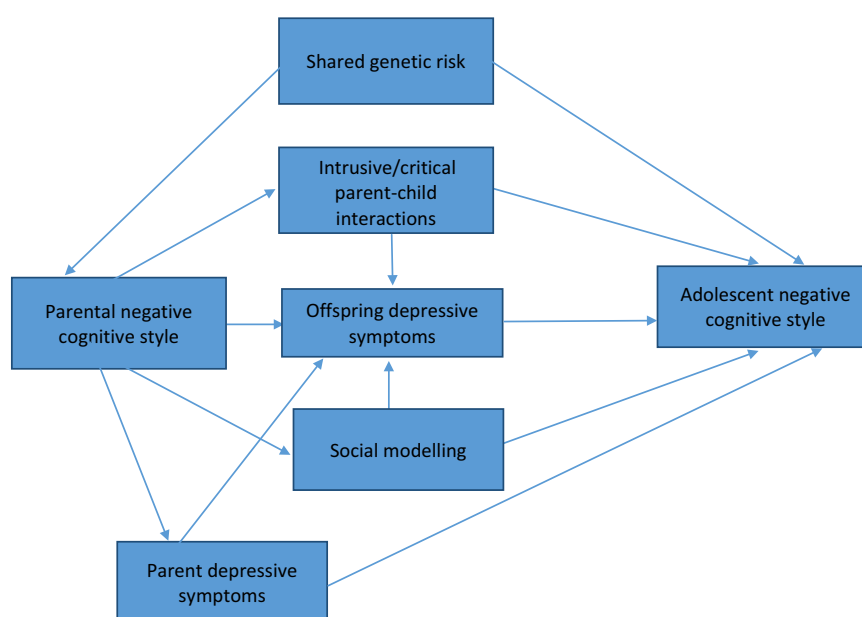 Shared genetic risk
Intrusive/critical
parent-child
interactions
Parental negative
cognitive style
Offspring depressive
symptoms
Adolescent negative
cognitive style
Social modelling
Parent depressive
symptoms